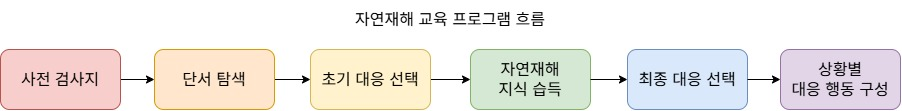 자연재해 교육 프로그램 흐름
사전 검사지
단서 탐색
초기 대응 선택
자연재해
지식 습득
최종 대응 선택
상황별
대응 행동 구성